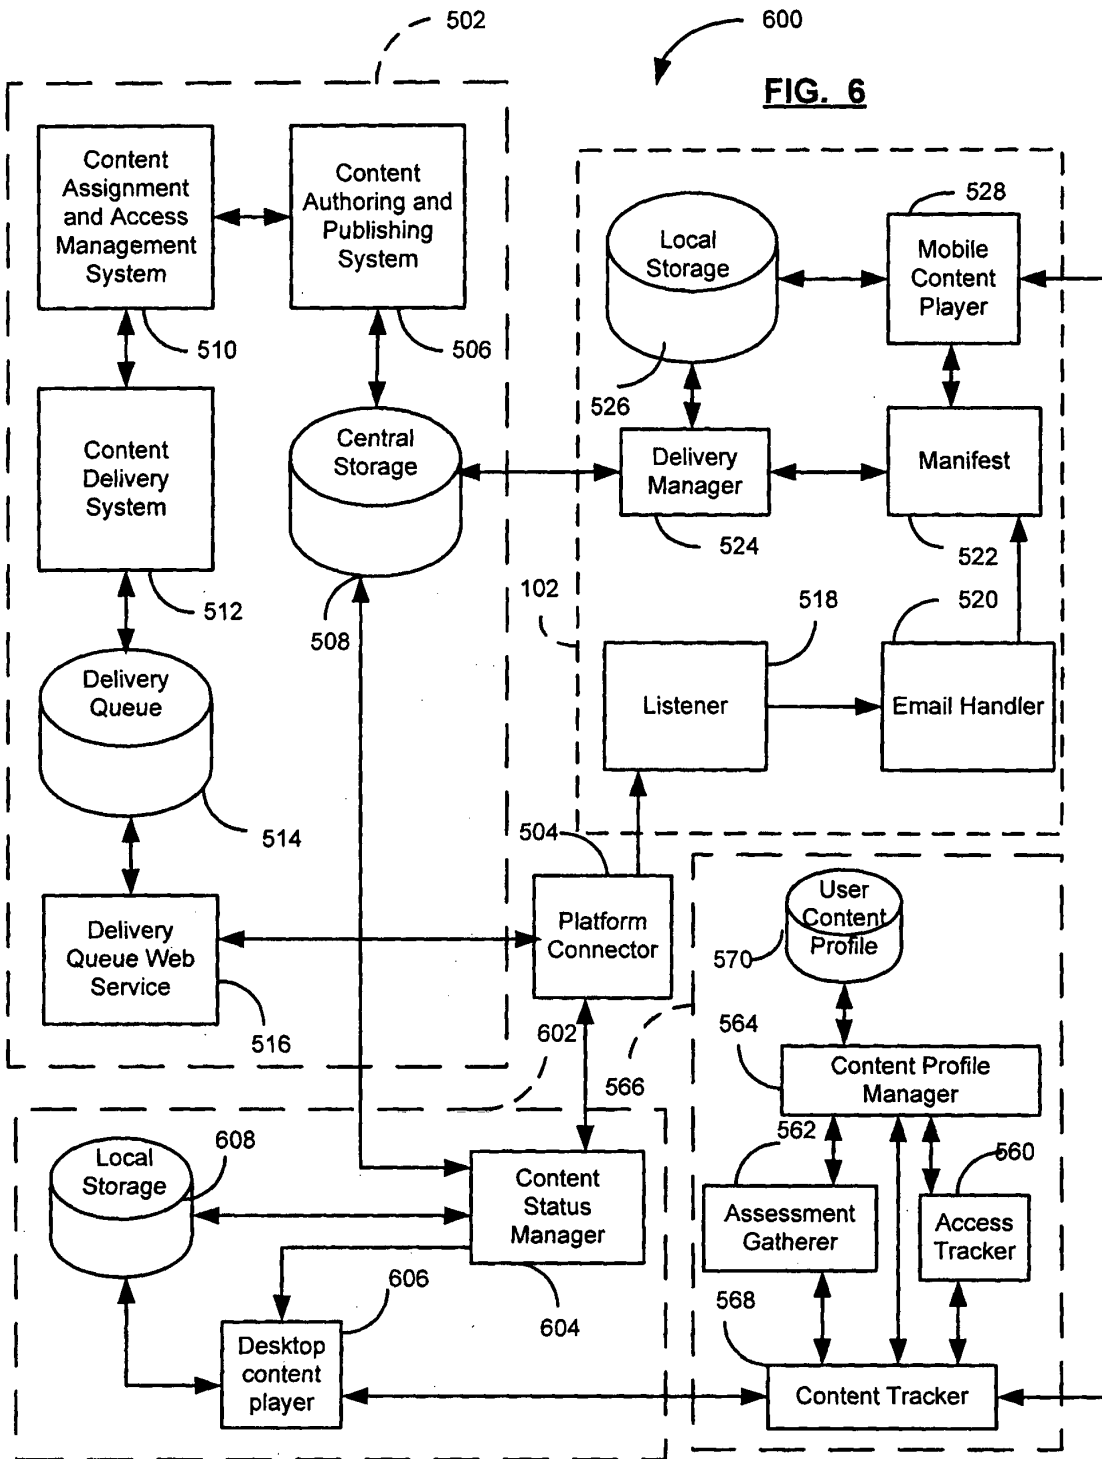 502
600
FIG. 6
Content
Assignment
and Access
Management
System
Content
Authoring and
Publishing
System
510
506
Local
Storage
528
Mobile
Content
Player
526
Content
Delivery
System
Central
Storage
Delivery
Manager
Manifest
524
522
512
508
102
518
520
Delivery
Queue
Listener
Email Handler
514
504
Delivery
Queue Web
Service
Platform
Connector
User
Content
Profile
570
516
602
566
564
Content Profile
Manager
608
Local
Storage
Content
Status
Manager
562
560
Assessment
Gatherer
Access
Tracker
606
604
568
Desktop
content
player
Content Tracker